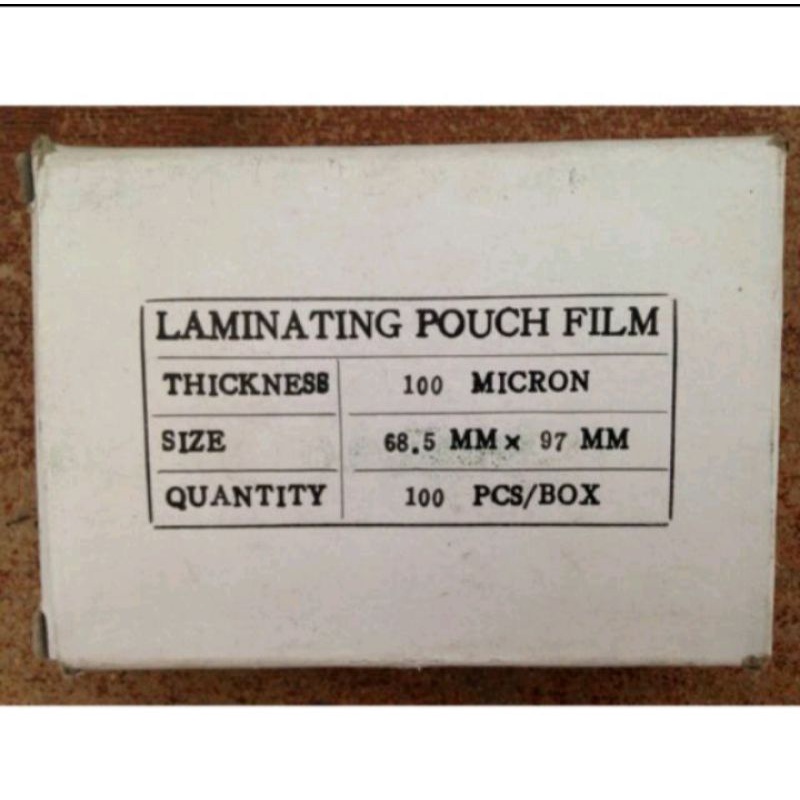 LAMINATING POUCH FILM
THICKNESS 100 MICRON
SIZE 68.5 MM x 97 MM
QUANTITY 100 PCS/BOX